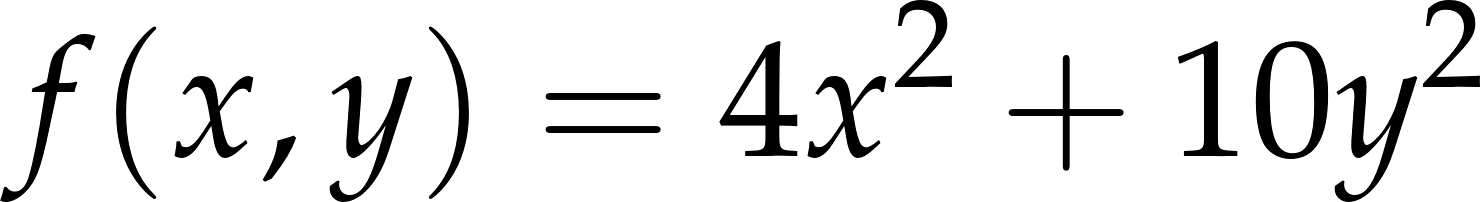 f(x, y) = 4x² + 10y²